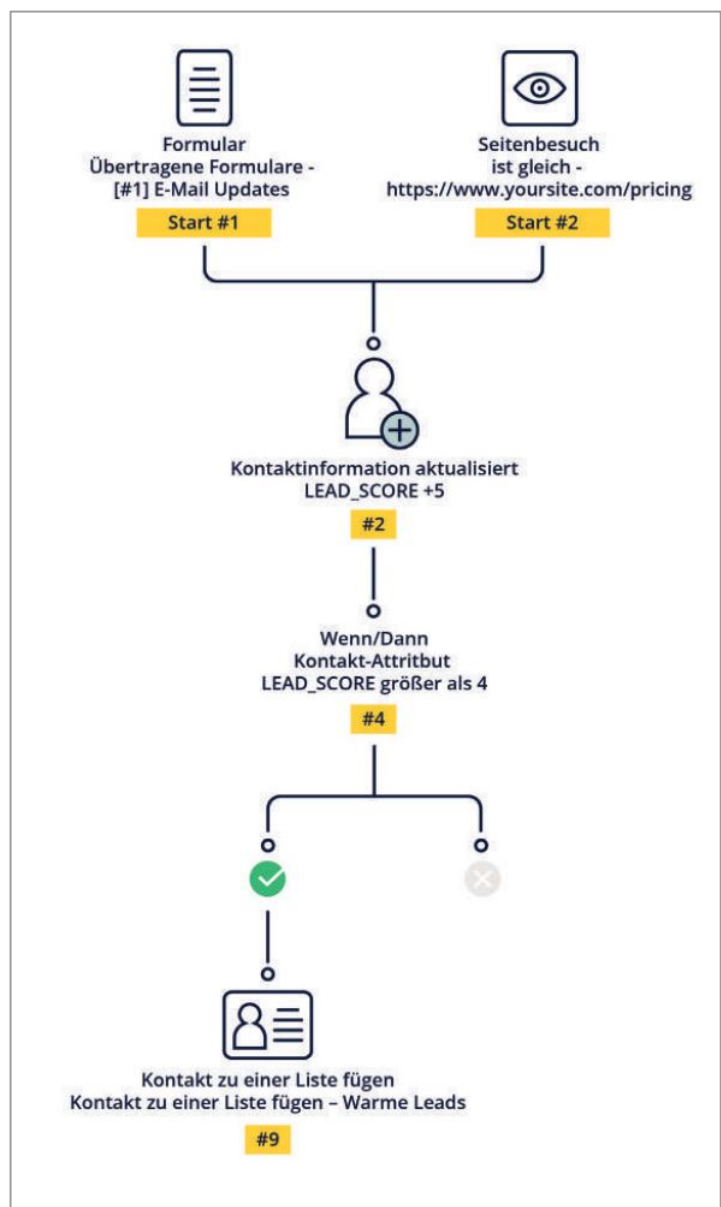 Formular
Übertragene Formulare -
[#1] E-Mail Updates
Start #1
Seitenbesuch
ist gleich -
https://www.yoursite.com/pricing
Start #2
Kontaktinformation aktualisiert
LEAD_SCORE +5
#2
Wenn/Dann
Kontakt-Attritbut
LEAD_SCORE größer als 4
#4
Kontakt zu einer Liste fügen
Kontakt zu einer Liste fügen – Warme Leads
#9